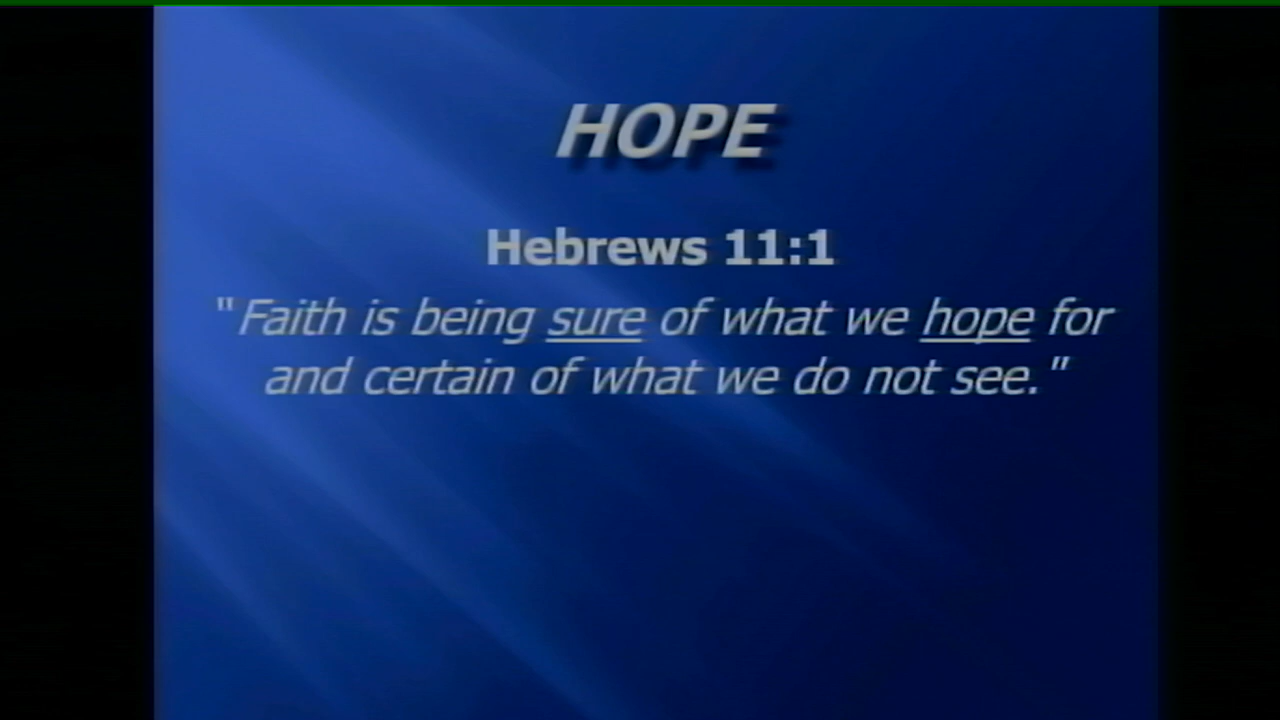 HOPE
Hebrews 11:1
"Faith is being sure of what we hope for
and certain of what we do not see."